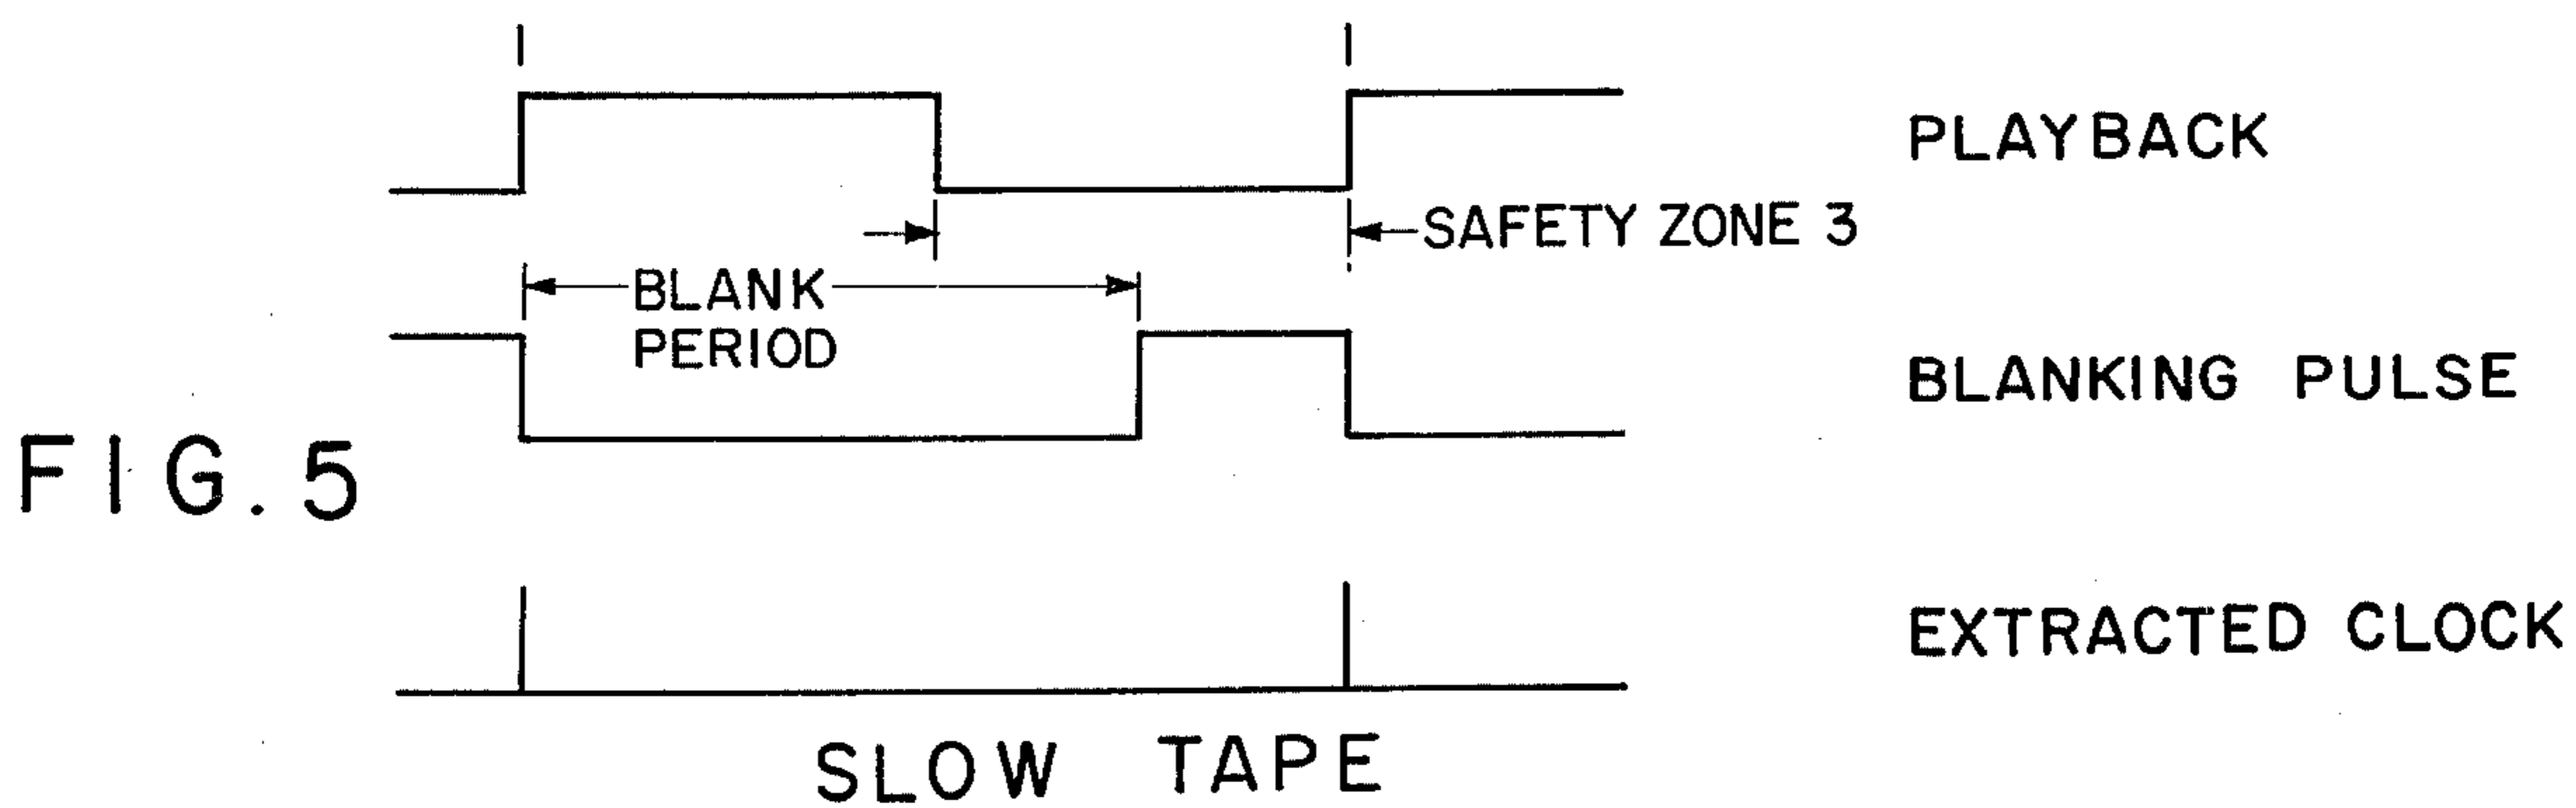 PLAYBACK
SAFETY ZONE 3
BLANK
PERIOD
BLANKING PULSE
FIG. 5
EXTRACTED CLOCK
SLOW TAPE